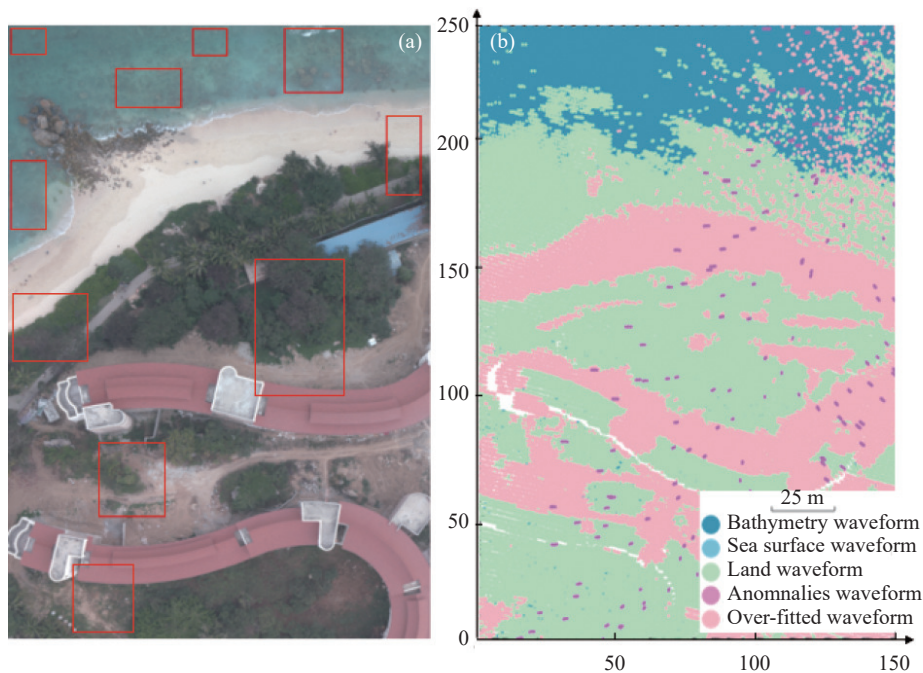 (a)
(b)
250
200
150
100
50
0
25 m
Bathymetry waveform
Sea surface waveform
Land waveform
Anomnalies waveform
Over-fitted waveform
50
100
150